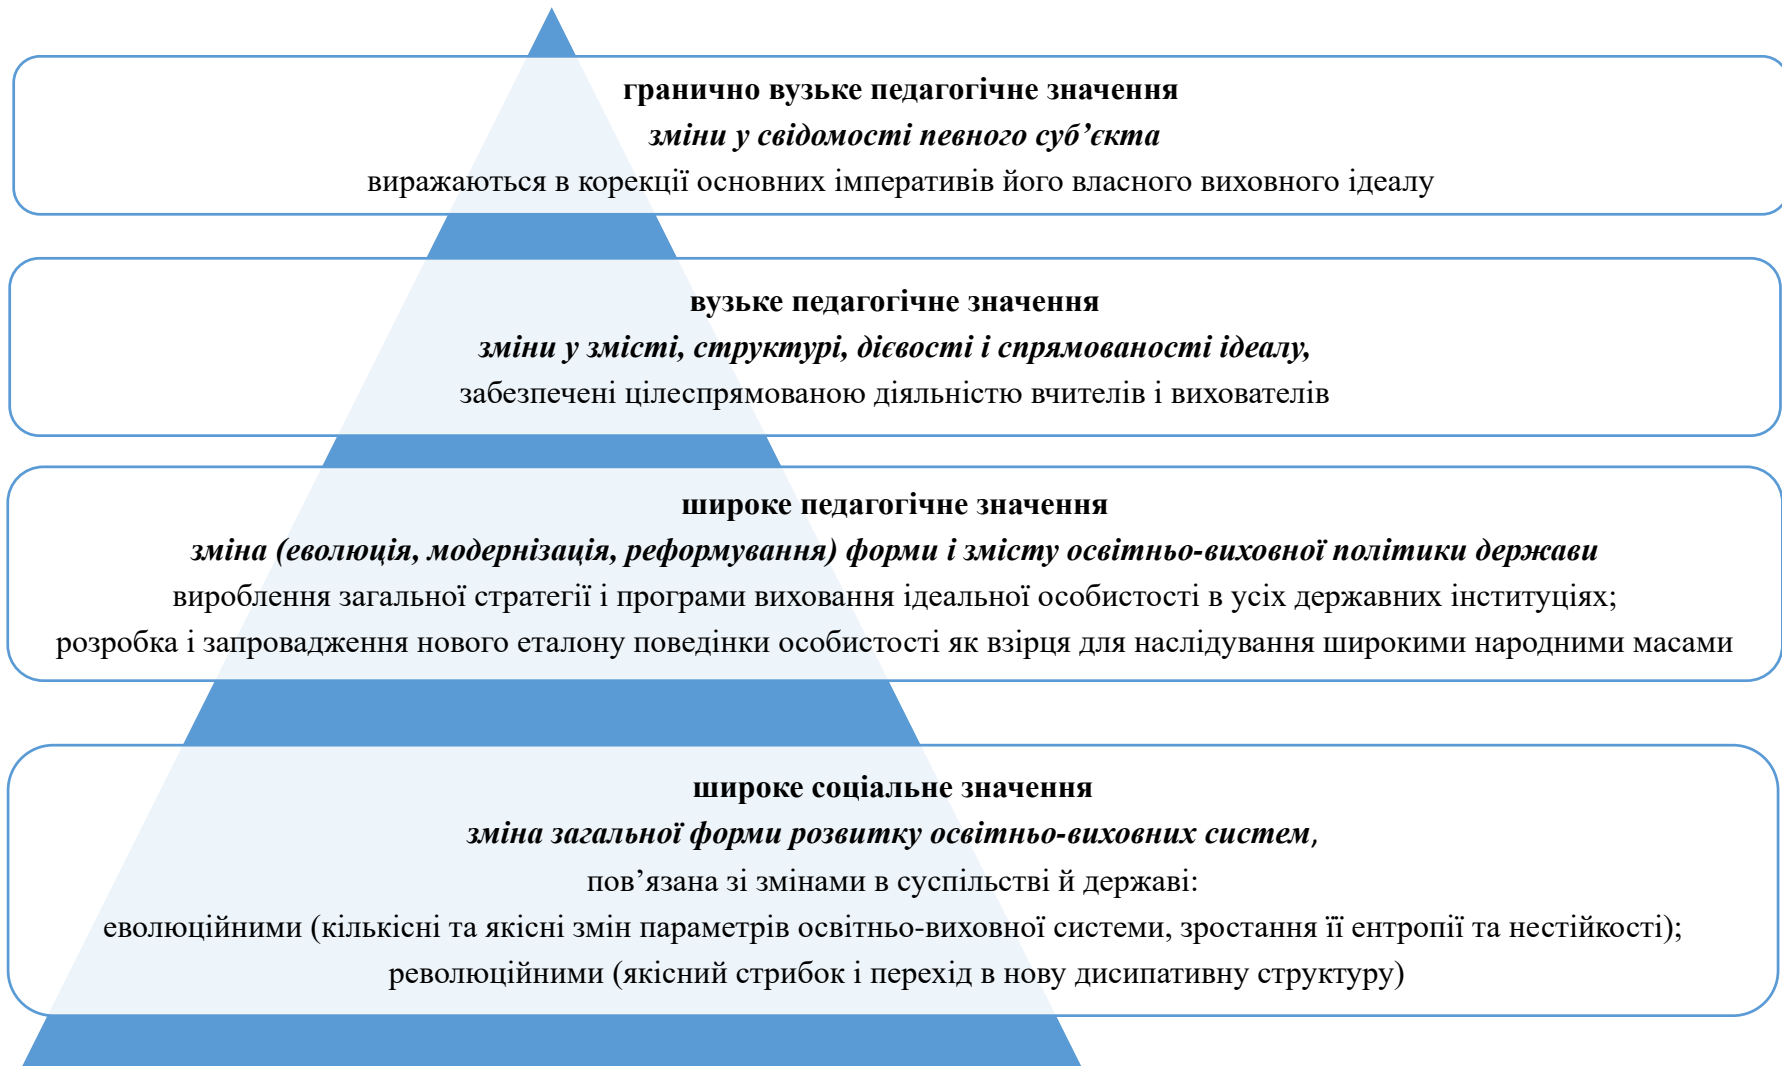 гранично вузьке педагогічне значення
зміни у свідомості певного суб’єкта
виражаються в корекції основних імперативів його власного виховного ідеалу
вузьке педагогічне значення
зміни у змісті, структурі, дієвості і спрямованості ідеалу,
забезпечені цілеспрямованою діяльністю вчителів і вихователів
широке педагогічне значення
зміна (еволюція, модернізація, реформування) форми і змісту освітньо-виховної політики держави
вироблення загальної стратегії і програми виховання ідеальної особистості в усіх державних інституціях;
розробка і запровадження нового еталону поведінки особистості як взірця для наслідування широкими народними масами
широке соціальне значення
зміна загальної форми розвитку освітньо-виховних систем,
пов’язана зі змінами в суспільстві й державі:
еволюційними (кількісні та якісні змін параметрів освітньо-виховної системи, зростання її ентропії та нестійкості);
революційними (якісний стрибок і перехід в нову дисипативну структуру)